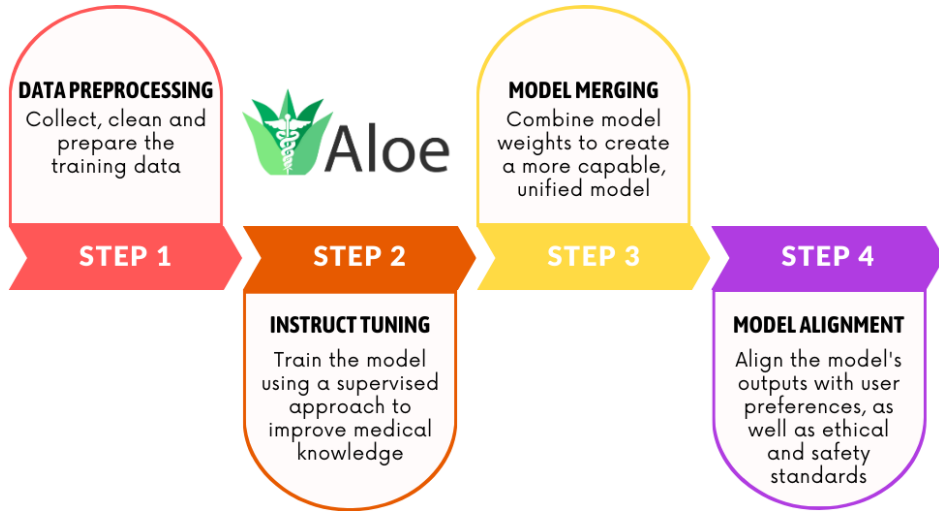 DATA PREPROCESSING
Collect, clean and
prepare the
training data
Aloe
MODEL MERGING
Combine model
weights to create
a more capable,
unified model
STEP 1
STEP 2
STEP 3
STEP 4
INSTRUCT TUNING
Train the model
using a supervised
approach to
improve medical
knowledge
MODEL ALIGNMENT
Align the model's
outputs with user
preferences, as
well as ethical
and safety
standards